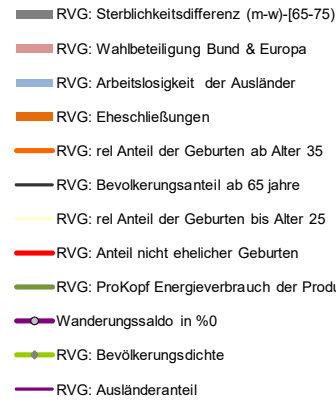 RVG: Sterblichkeitsdifferenz (m-w)-[65-75)
RVG: Wahlbeteiligung Bund & Europa
RVG: Arbeitslosigkeit der Ausländer
RVG: Eheschließungen
RVG: rel Anteil der Geburten ab Alter 35
RVG: Bevolkerungsanteil ab 65 jahre
RVG: rel Anteil der Geburten bis Alter 25
RVG: Anteil nicht ehelicher Geburten
RVG: ProKopf Energieverbrauch der Produ
Wanderungssaldo in %0
RVG: Bevölkerungsdichte
RVG: Ausländeranteil